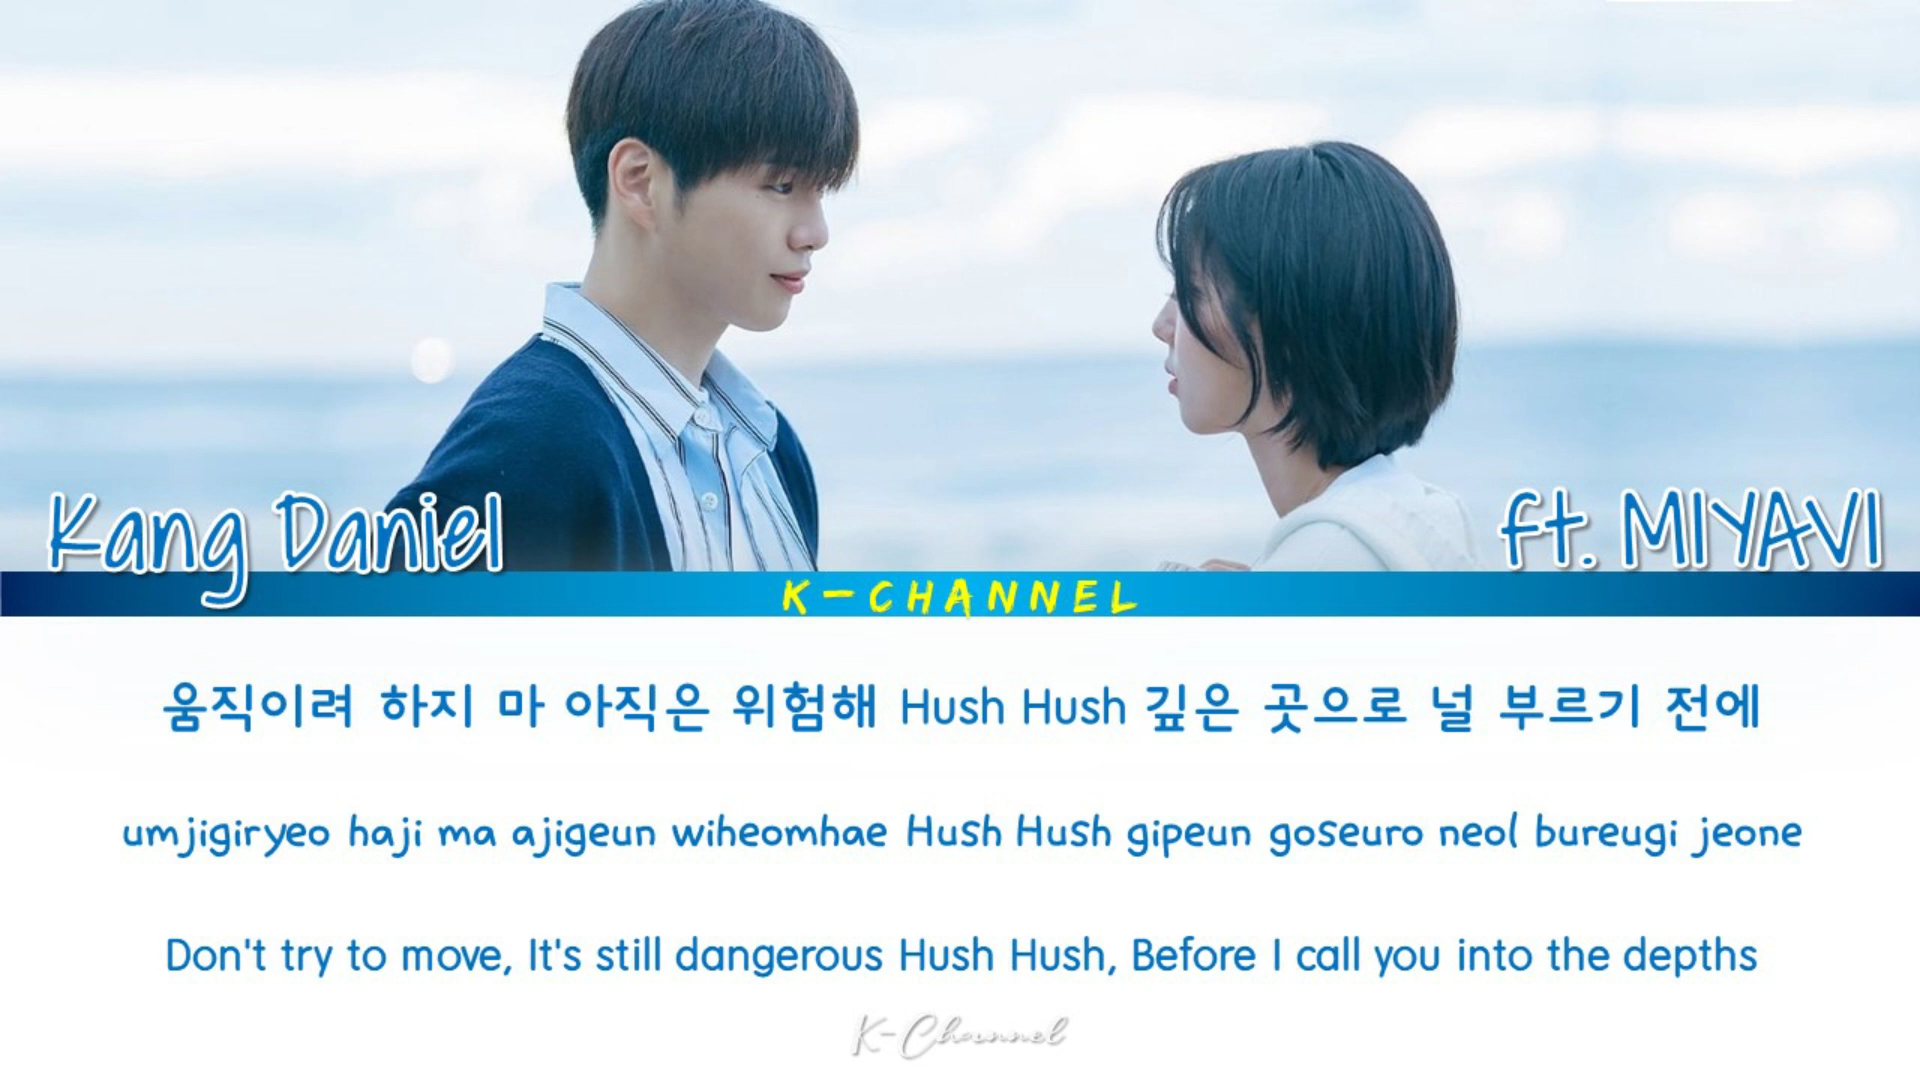 Kang Daniel
ft. MIYAVI
K-CHANNEL
움직이려 하지 마 아직은 위험해 Hush Hush 깊은 곳으로 널 부르기 전에
umjigiryeo haji ma ajigeun wiheomhae Hush Hush gipeun goseuro neol bureugi jeone
Don't try to move, It's still dangerous Hush Hush, Before I call you into the depths
K-Channel